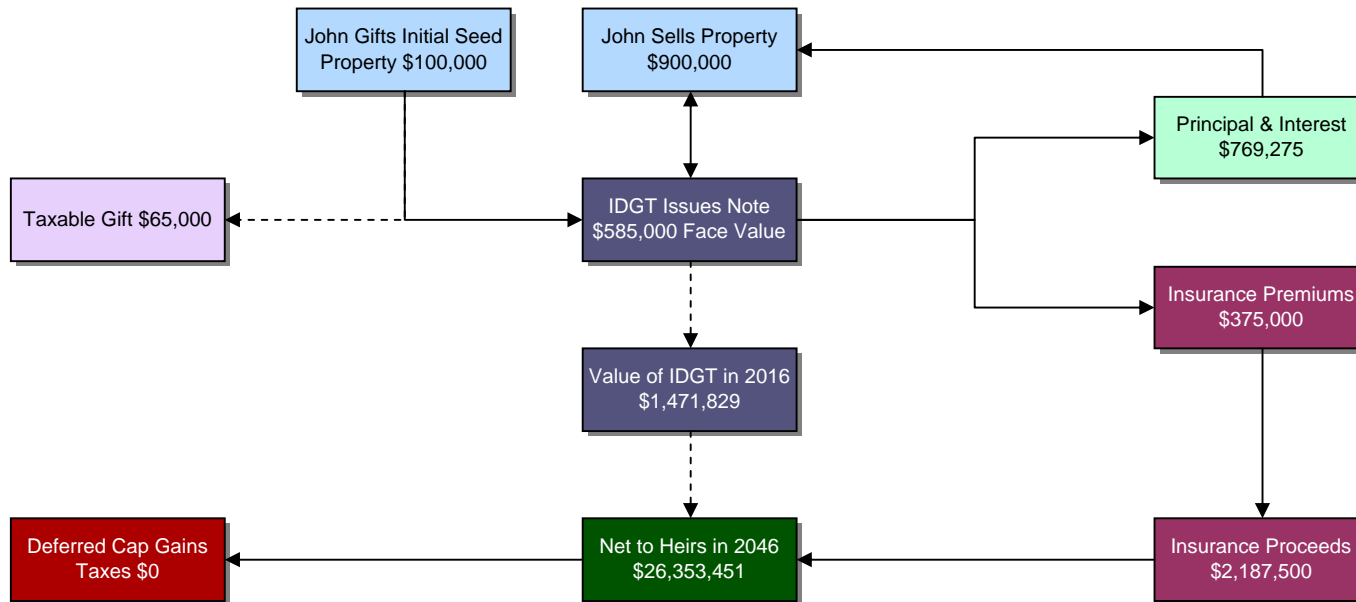 John Gifts Initial Seed
Property $100,000
John Sells Property
$900,000
Principal & Interest
$769,275
Taxable Gift $65,000
IDGT Issues Note
$585,000 Face Value
Insurance Premiums
$375,000
Value of IDGT in 2016
$1,471,829
Deferred Cap Gains
Taxes $0
Net to Heirs in 2046
$26,353,451
Insurance Proceeds
$2,187,500